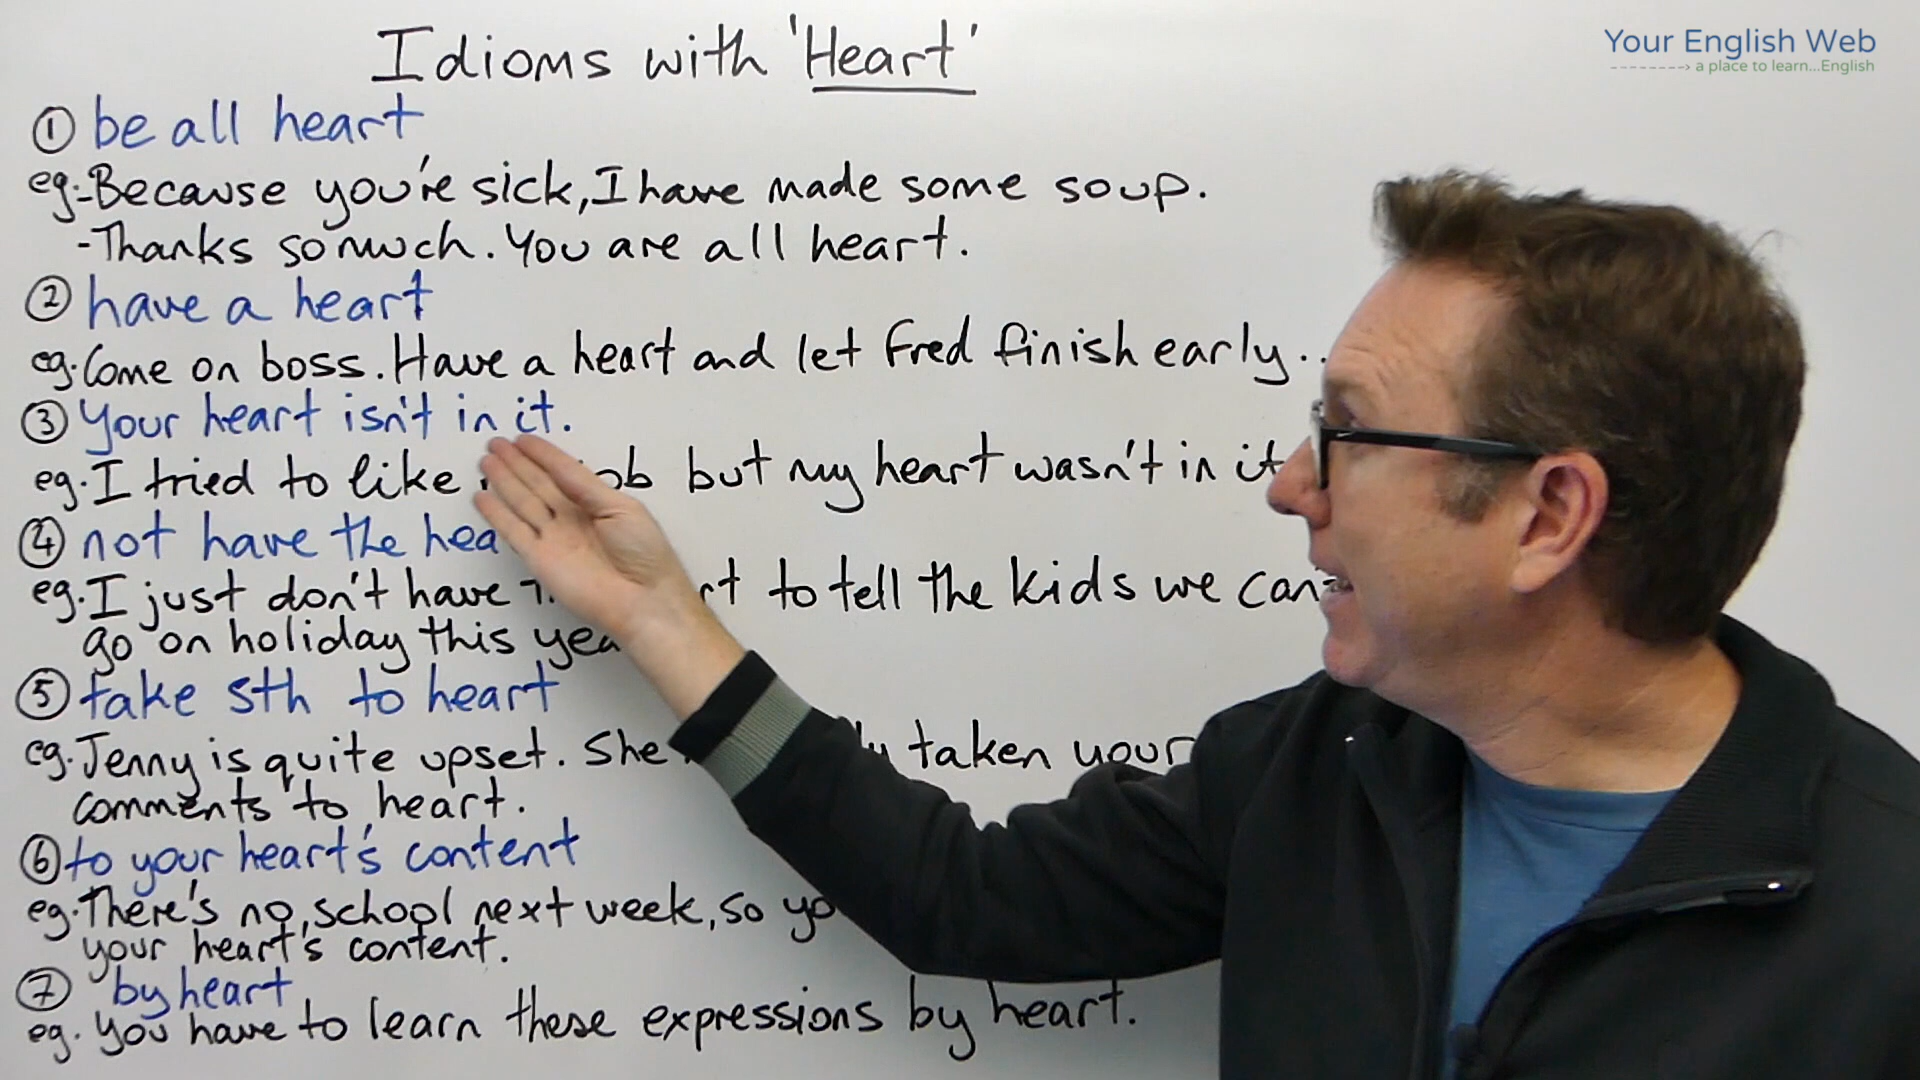 Idioms with 'Heart'
Your English Web
a place to learn...English
① be all heart
eg:-Because you're sick, I have made some soup.
-Thanks so much. You are all heart.
② have a heart
eg. Come on boss. Have a heart and let Fred finish early..
③ Your heart isn't in it.
eg. I tried to like but my heart wasn't in it
④ not have the
eg. I just don't have to tell the kids we
go on holiday this
⑤ take sth to heart
eg. Jenny is quite upset. She taken your
comments to heart.
⑥ to your heart's content
eg. There's no school next week, so
your heart's content.
⑦ by heart
eg. You have to learn these expressions by heart.